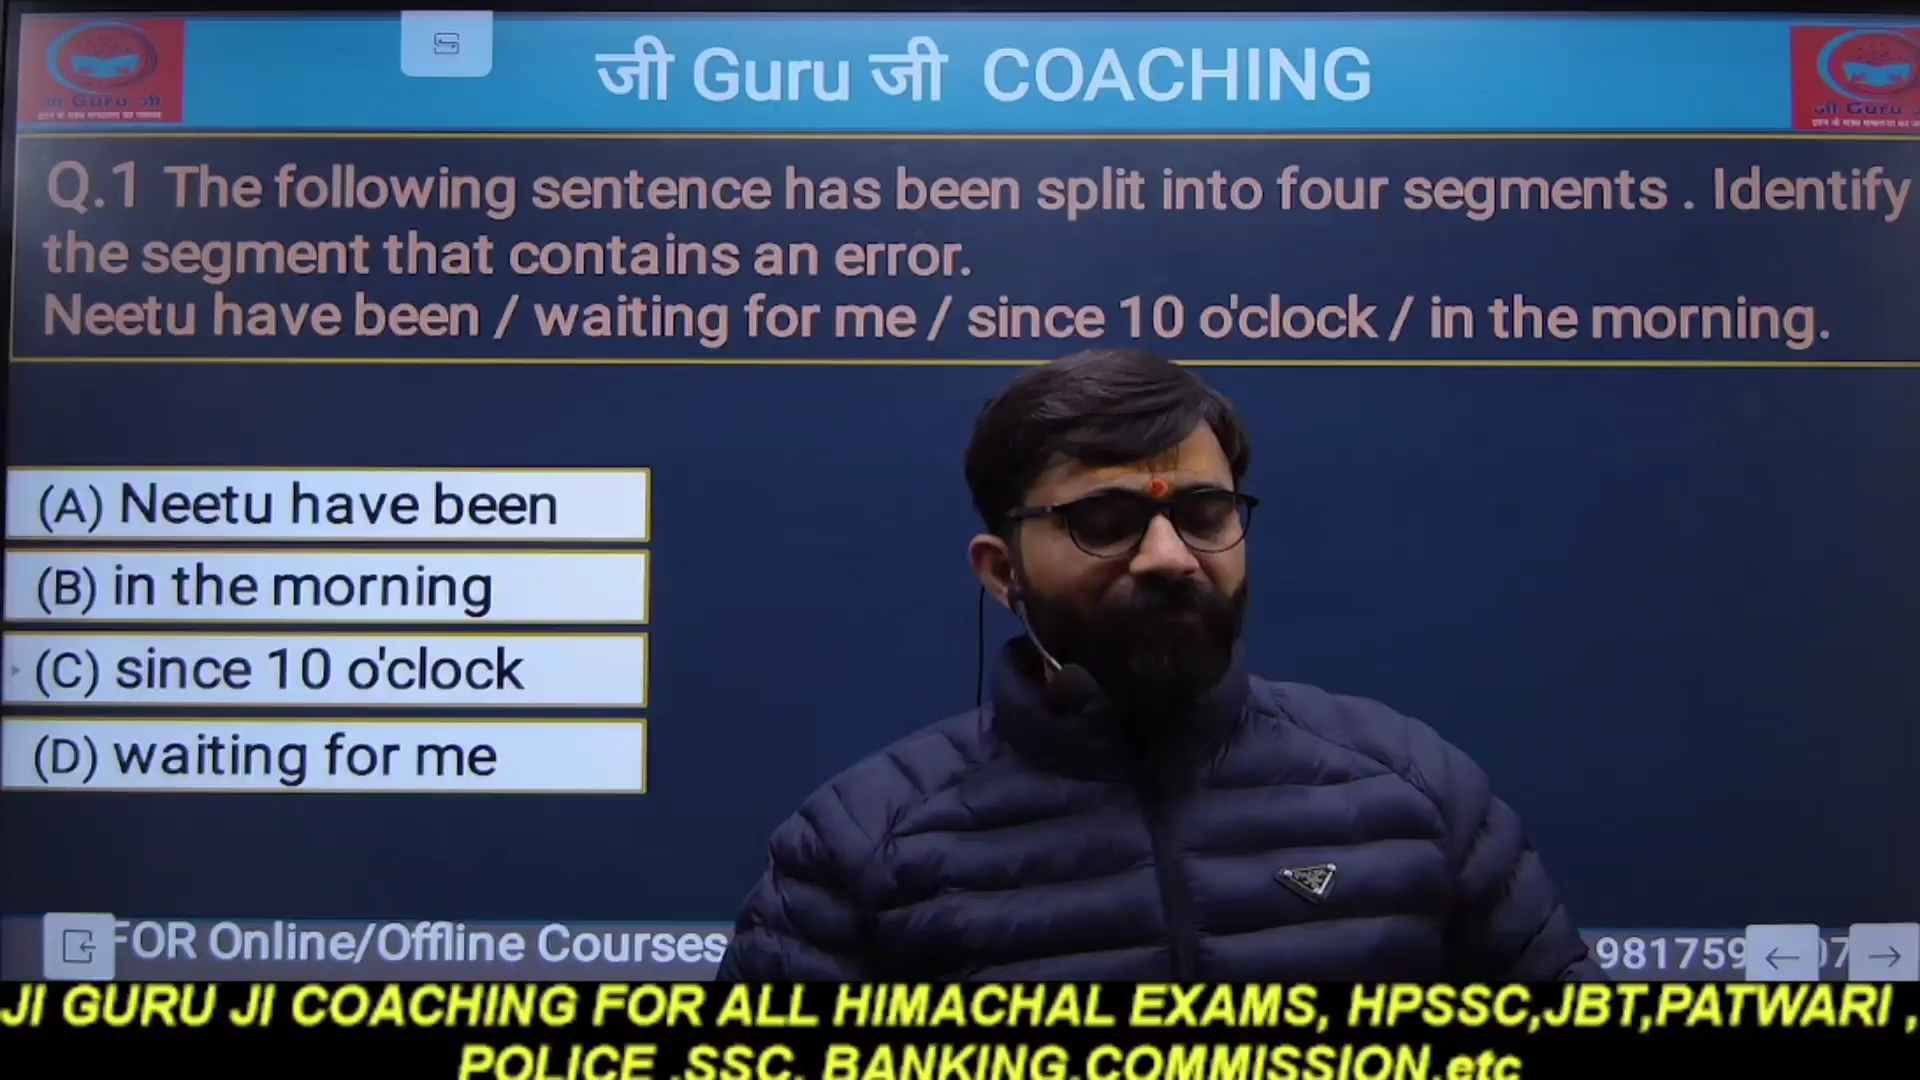 जी Guru जी COACHING
जी Guru जी
जी Guru
Q.1 The following sentence has been split into four segments . Identify
the segment that contains an error.
Neetu have been / waiting for me / since 10 o'clock / in the morning.
(A) Neetu have been
(B) in the morning
(C) since 10 o'clock
(D) waiting for me
FOR Online/Offline Courses
JI GURU JI COACHING FOR ALL HIMACHAL EXAMS, HPSSC,JBT,PATWARI ,
POLICE ,SSC, BANKING,COMMISSION,etc